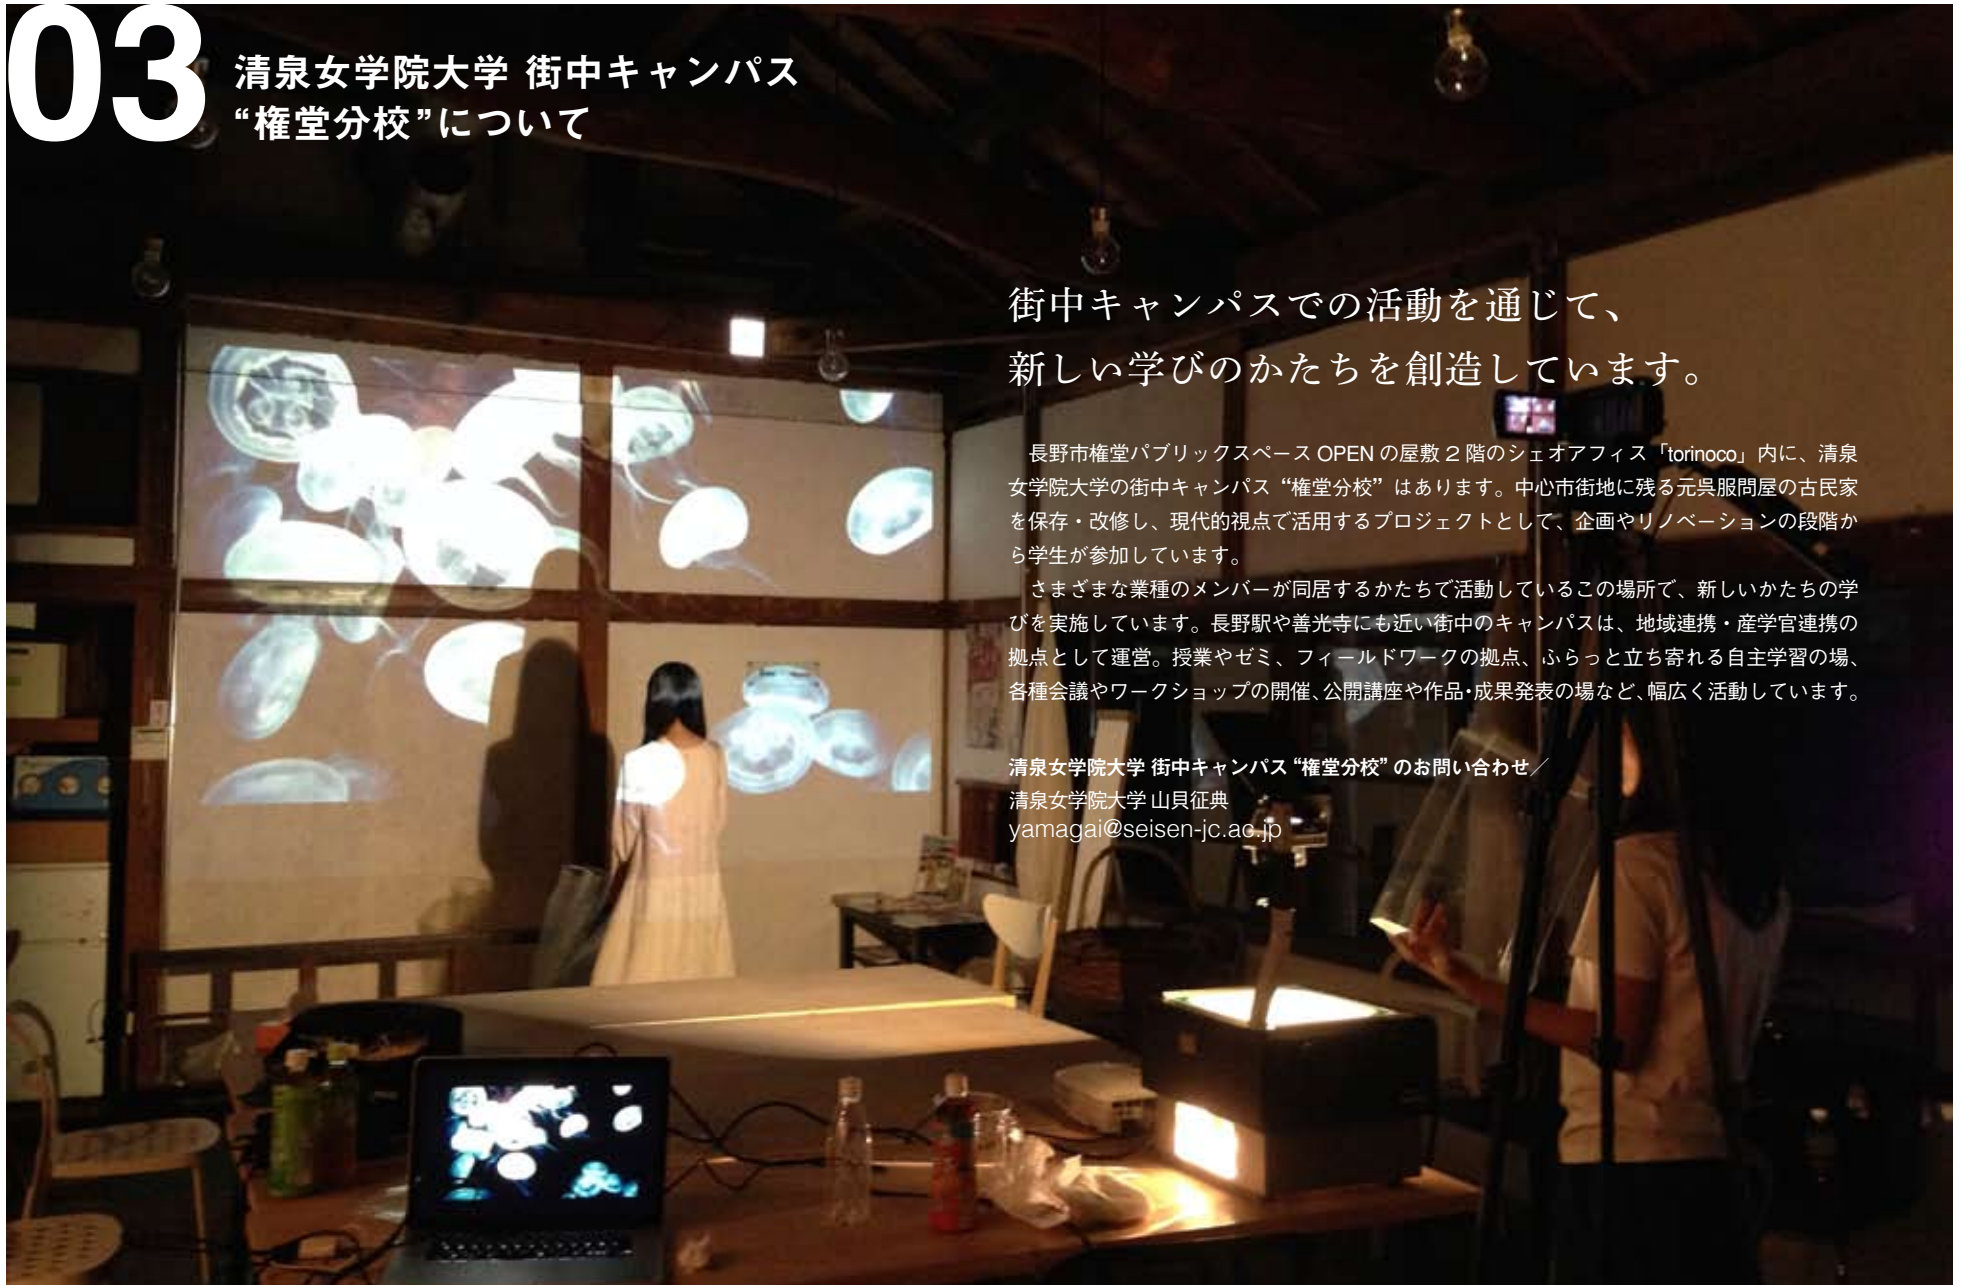 03
清泉女学院大学 街中キャンパス
“権堂分校”について
街中キャンパスでの活動を通じて、
新しい学びのかたちを創造しています。
長野市権堂パブリックスペース OPEN の屋敷 2 階のシェオアフィス「torinoco」内に、清泉
女学院大学の街中キャンパス“権堂分校”はあります。中心市街地に残る元呉服問屋の古民家
を保存・改修し、現代的視点で活用するプロジェクトとして、企画やリノベーションの段階か
ら学生が参加しています。
さまざまな業種のメンバーが同居するかたちで活動しているこの場所で、新しいかたちの学
びを実施しています。長野駅や善光寺にも近い街中のキャンパスは、地域連携・産学官連携の
拠点として運営。授業やゼミ、フィールドワークの拠点、ふらっと立ち寄れる自主学習の場、
各種会議やワークショップの開催、公開講座や作品・成果発表の場など、幅広く活動しています。
清泉女学院大学 街中キャンパス“権堂分校”のお問い合わせ／
清泉女学院大学 山貝征典
yamagai@seisen-jc.ac.jp